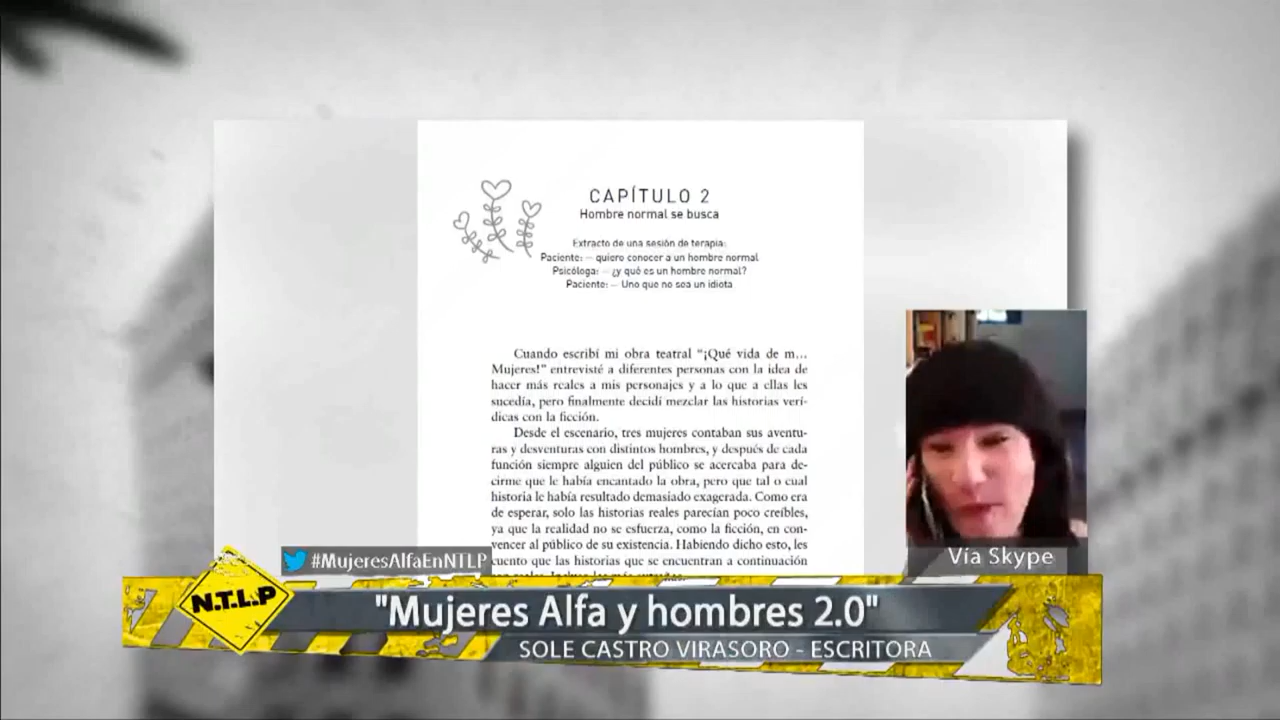 CAPÍTULO 2
Hombre normal se busca
Extracto de una sesión de terapia:
Paciente: – quiero conocer a un hombre normal
Psicóloga: – ¿y qué es un hombre normal?
Paciente: – Uno que no sea un idiota
Cuando escribí mi obra teatral “¡Qué vida de m...
Mujeres!” entrevisté a diferentes personas con la idea de
hacer más reales a mis personajes y a lo que a ellas les
sucedía, pero finalmente decidí mezclar las historias verí-
dicas con la ficción.
Desde el escenario, tres mujeres contaban sus aventu-
ras y desventuras con distintos hombres, y después de cada
función siempre alguien del público se acercaba para de-
cirme que le había encantado la obra, pero que tal o cual
historia le había resultado demasiado exagerada. Como era
de esperar, solo las historias reales parecían poco creíbles,
ya que la realidad no se esfuerza, como la ficción, en con-
vencer al público de su existencia. Habiendo dicho esto, les
cuento que las historias que se encuentran a continuación
Vía Skype
#MujeresAlfaEnNTLP
N.T.L.P
"Mujeres Alfa y hombres 2.0"
SOLE CASTRO VIRASORO - ESCRITORA